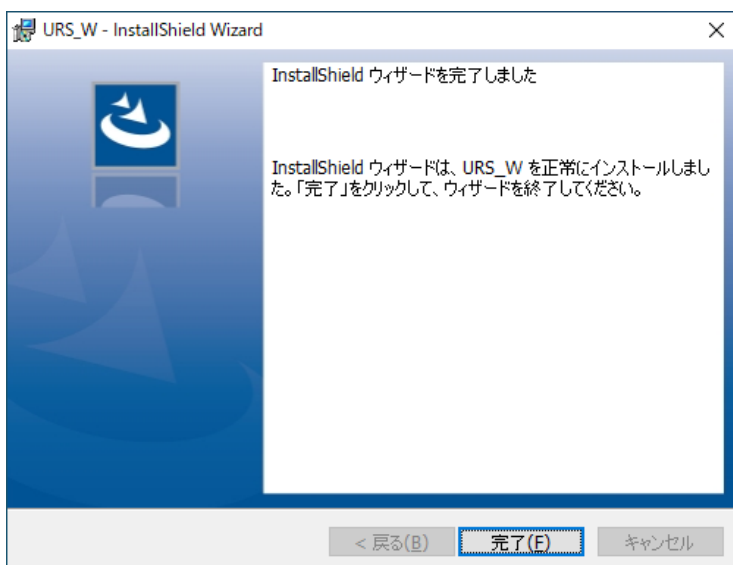 URS_W - InstallShield Wizard
InstallShield ウィザードを完了しました
InstallShield ウィザードは、URS_W を正常にインストールしまし
た。「完了」をクリックして、ウィザードを終了してください。
< 戻る(B)
完了(F)
キャンセル